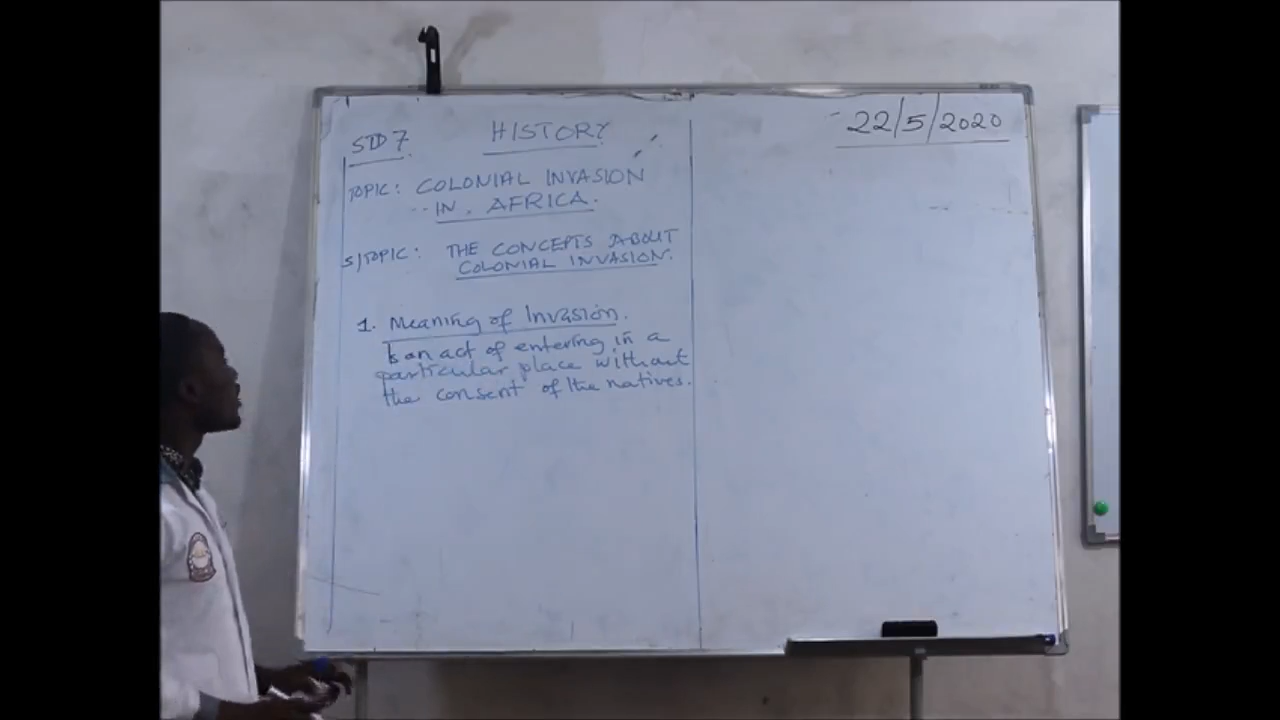 STD 7
HISTORY
22/5/2020
TOPIC: COLONIAL INVASION
IN AFRICA.
S/TOPIC: THE CONCEPTS ABOUT
COLONIAL INVASION.
1. Meaning of Invasion.
Is an act of entering in a
particular place without
the consent of the natives.